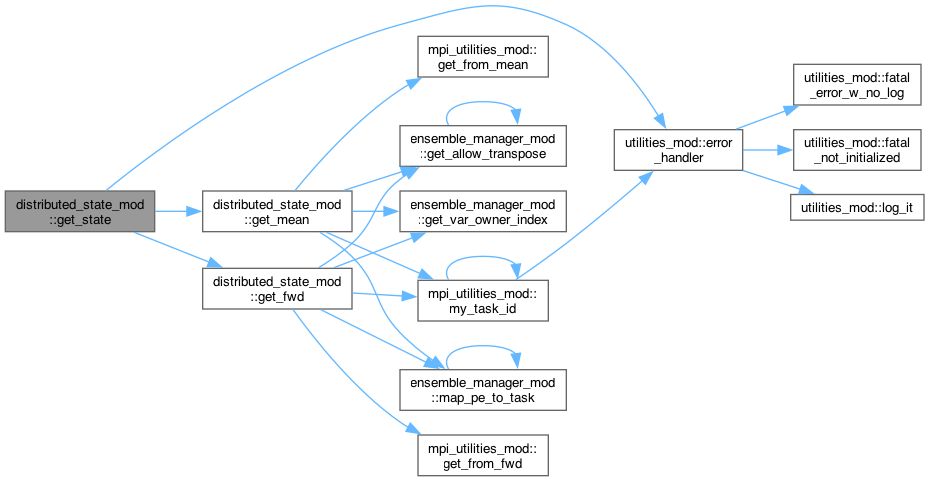 distributed_state_mod
::get_state
distributed_state_mod
::get_mean
distributed_state_mod
::get_fwd
mpi_utilities_mod::
get_from_mean
ensemble_manager_mod
::get_allow_transpose
ensemble_manager_mod
::get_var_owner_index
mpi_utilities_mod::
my_task_id
ensemble_manager_mod
::map_pe_to_task
mpi_utilities_mod::
get_from_fwd
utilities_mod::error
_handler
utilities_mod::fatal
_error_w_no_log
utilities_mod::fatal
_not_initialized
utilities_mod::log_it